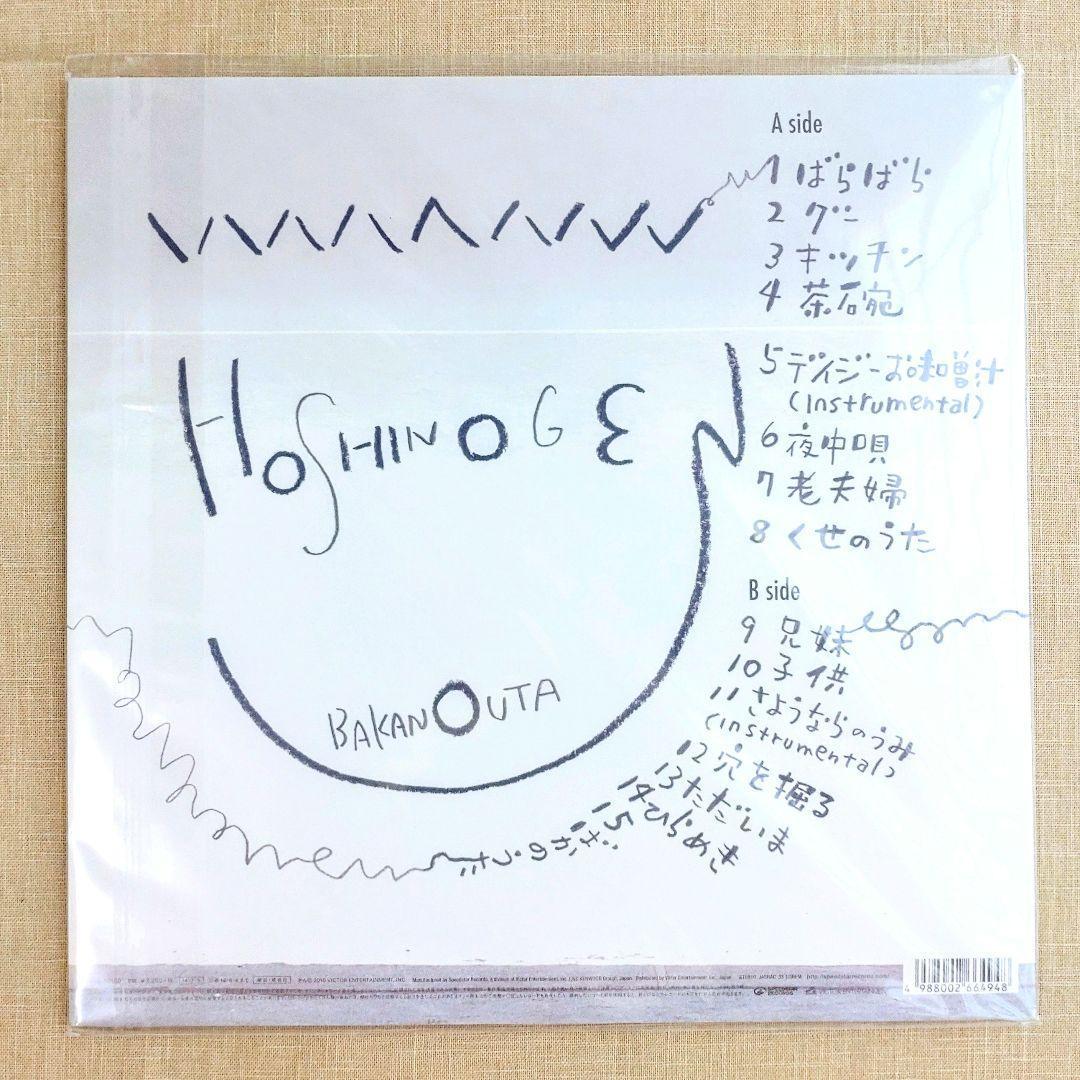 A side
1 ばらばら
2 グー
3 キッチン
4 茶碗
5 デイジーお味噌汁
(Instrumental)
6 夜中唄
7 老夫婦
8 くせのうた
B side
9 兄妹
10 子供
11 さようならのうみ
(Instrumental)
12 穴を掘る
13 ただいま
14 ひらめき
15 ばかのうた
HOSHINOGEN
BAKANOUTA
4 988002 664948